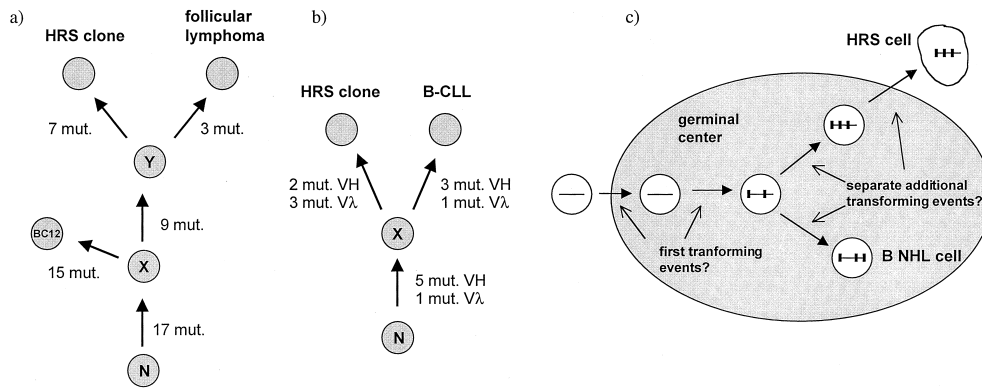 a)
HRS clone
follicular
lymphoma
7 mut.
3 mut.
Y
9 mut.
BC12
X
15 mut.
17 mut.
N
b)
HRS clone
B-CLL
2 mut. VH
3 mut. Vλ
3 mut. VH
1 mut. Vλ
X
5 mut. VH
1 mut. Vλ
N
c)
HRS cell
germinal
center
separate additional
transforming events?
first tranforming
events?
B NHL cell